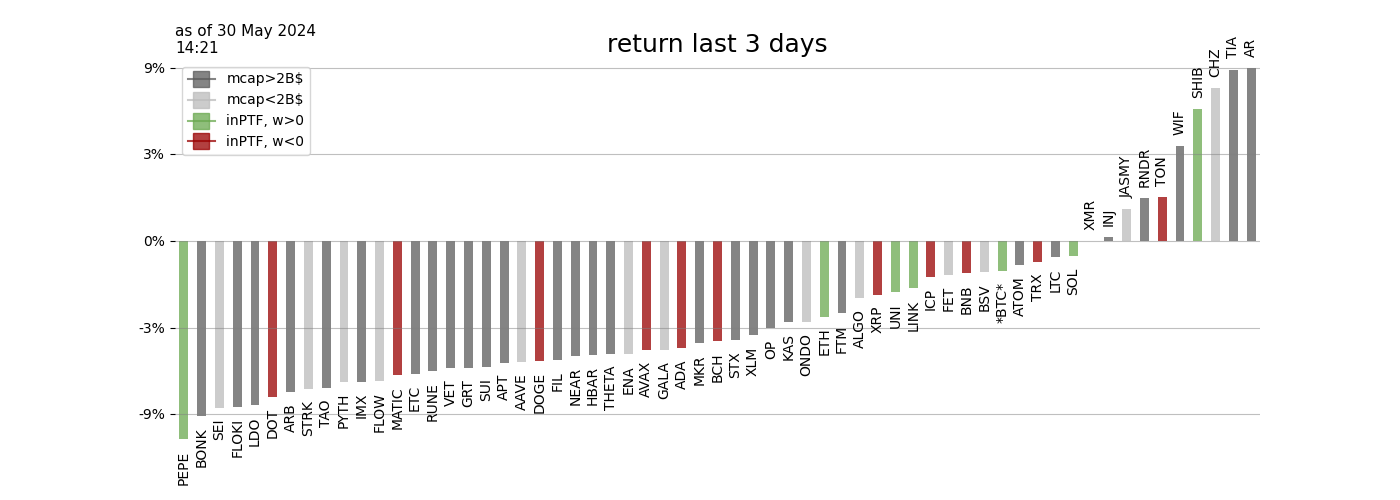 as of 30 May 2024
14:21
return last 3 days
9%
3%
0%
-3%
-9%
mcap>2B$
mcap<2B$
inPTF, w>0
inPTF, w<0
PEPE
BONK
SEI
FLOKI
LDO
DOT
ARB
STRK
TAO
PYTH
IMX
FLOW
MATIC
ETC
RUNE
VET
GRT
SUI
APT
AAVE
DOGE
FIL
NEAR
HBAR
THETA
ENA
AVAX
GALA
ADA
MKR
BCH
STX
XLM
OP
KAS
ONDO
ETH
FTM
ALGO
XRP
UNI
LINK
ICP
FET
BNB
BSV
*BTC*
ATOM
TRX
LTC
SOL
XMR
INJ
JASMY
RNDR
TON
WIF
SHIB
CHZ
TIA
AR